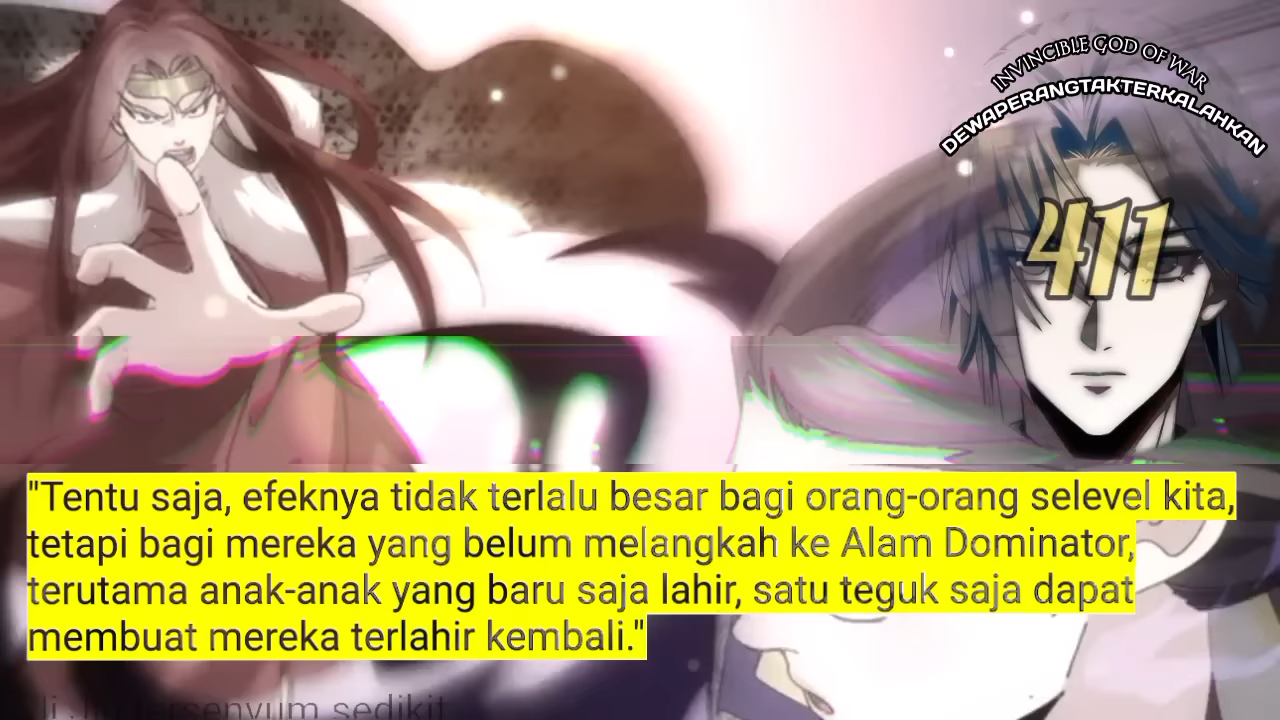 INVINCIBLE GOD OF WAR
DEWAPERANGTAKTERKALAHKAN
411
"Tentu saja, efeknya tidak terlalu besar bagi orang-orang selevel kita,
tetapi bagi mereka yang belum melangkah ke Alam Dominator,
terutama anak-anak yang baru saja lahir, satu teguk saja dapat
membuat mereka terlahir kembali."
tersenyum sedikit